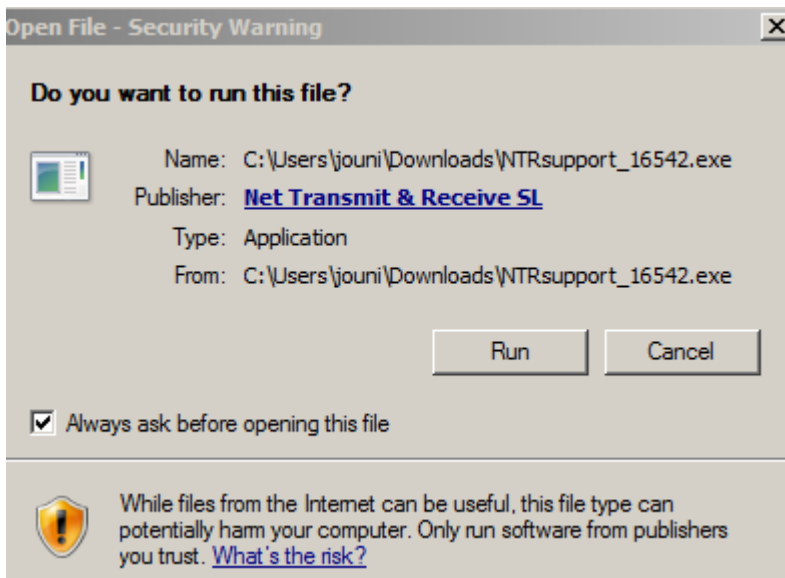 Open File - Security Warning
Do you want to run this file?
Name: C:\Users\jouni\Downloads\NTRsupport_16542.exe
Publisher: Net Transmit & Receive SL
Type: Application
From: C:\Users\jouni\Downloads\NTRsupport_16542.exe
Run Cancel
Always ask before opening this file
While files from the Internet can be useful, this file type can
potentially harm your computer. Only run software from publishers
you trust. What's the risk?